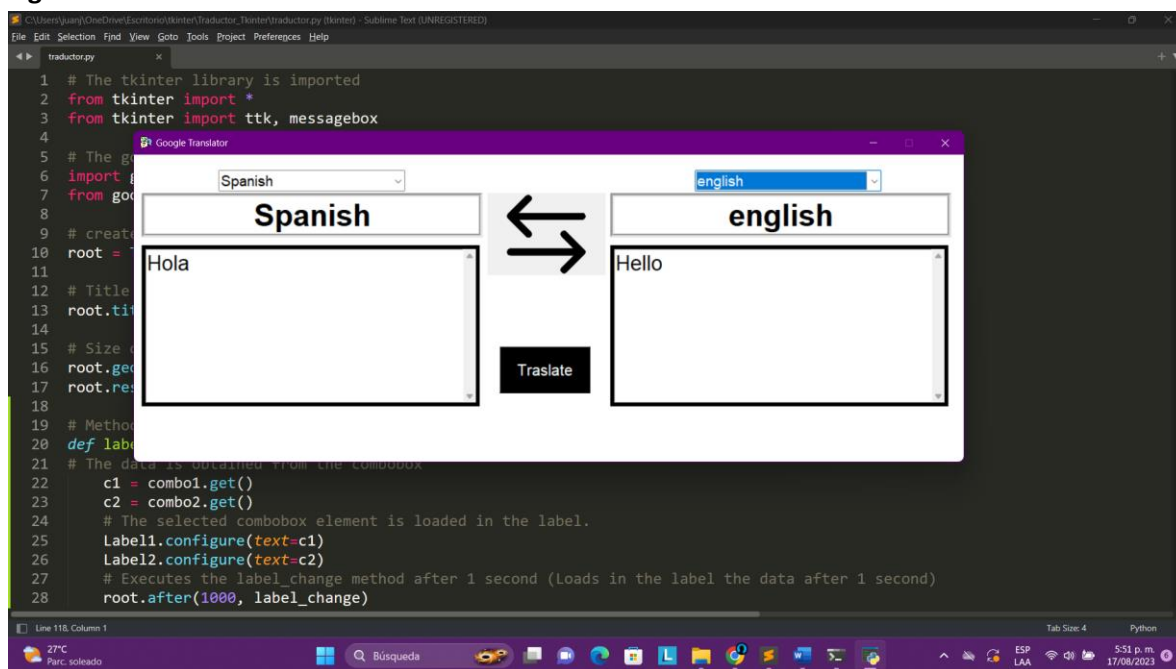 C:\Users\juanj\OneDrive\Escritorio\tkinter\Traductor_Tkinter\traductor.py (tkinter) - Sublime Text (UNREGISTERED)
File Edit Selection Find View Goto Tools Project Preferences Help
traductor.py
1 # The tkinter library is imported
2 from tkinter import *
3 from tkinter import ttk, messagebox
4
Google Translator
5 # The go
6 import g
7 from goo
8
9 # create
10 root = T
11
12 # Title
13 root.tit
14
15 # Size o
16 root.geo
17 root.res
18
19 # Method
20 def labe
Spanish english
Spanish english
Hola Hello
Traslate
21 # The data is obtained from the combobox
22 c1 = combo1.get()
23 c2 = combo2.get()
24 # The selected combobox element is loaded in the label.
25 Label1.configure(text=c1)
26 Label2.configure(text=c2)
27 # Executes the label_change method after 1 second (Loads in the label the data after 1 second)
28 root.after(1000, label_change)
Line 118, Column 1 Tab Size: 4 Python
27°C
Parc. soleado
Búsqueda
ESP
LAA
5:51 p. m.
17/08/2023